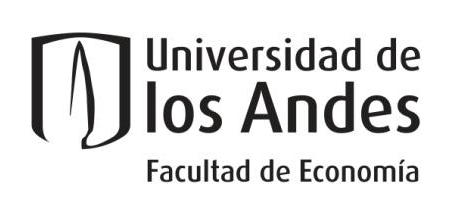 Universidad de
los Andes
Facultad de Economía